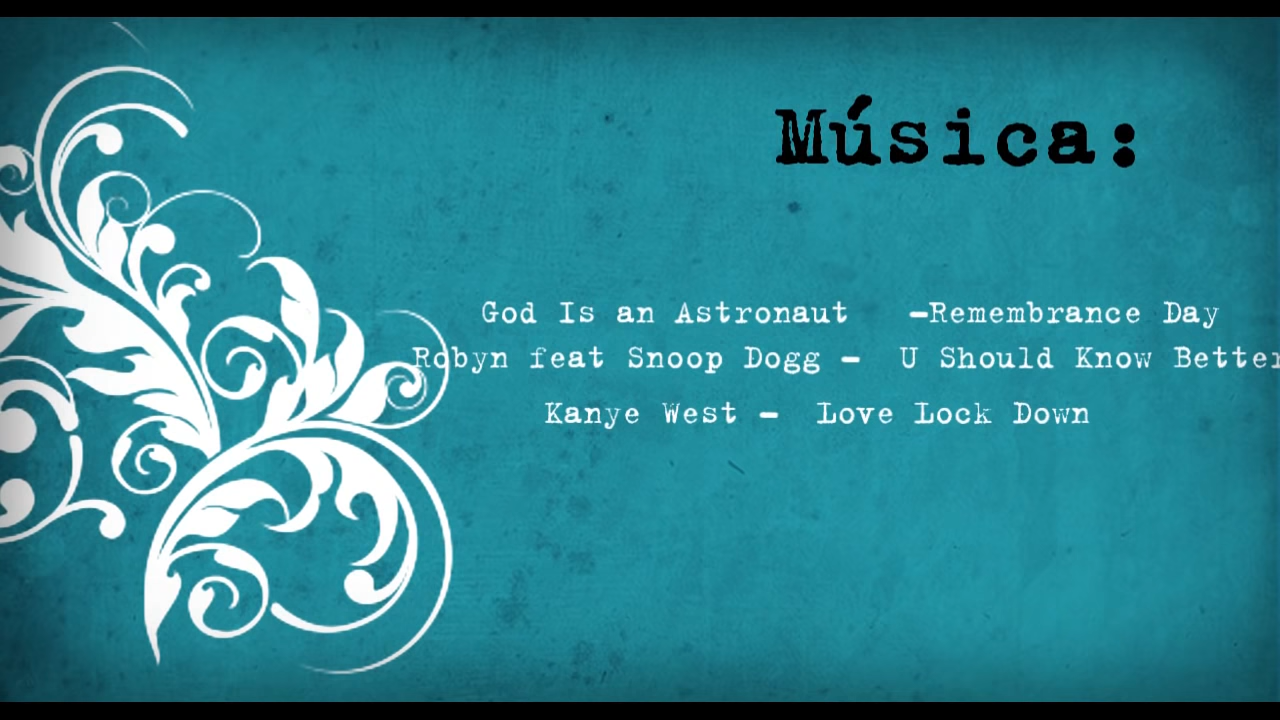 Música:
God Is an Astronaut -Remembrance Day
Robyn feat Snoop Dogg - U Should Know Better
Kanye West - Love Lock Down